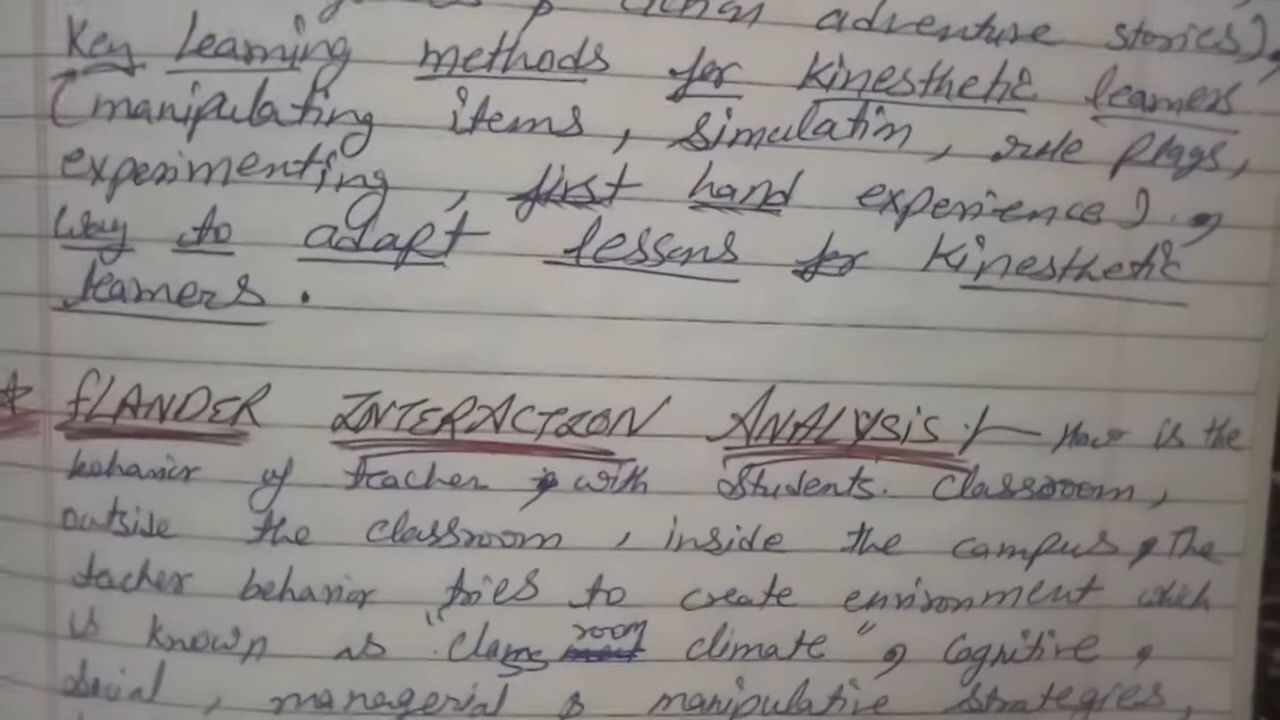 adventure stories),
Key learning methods for Kinesthetic learners
(manipulating items, simulatin, role plays,
experimenting, first hand experience).,
Way to adapt lessons for Kinesthetic
learners.
* FLANDER INTERACTION ANALYSIS :- How is the
behavior of teacher with students. Classroom,
outside the classroom, inside the campus, The
teacher behavior tries to create environment which
is known as "class room climate", Cognitive,
social, managerial & manipulative strategies,